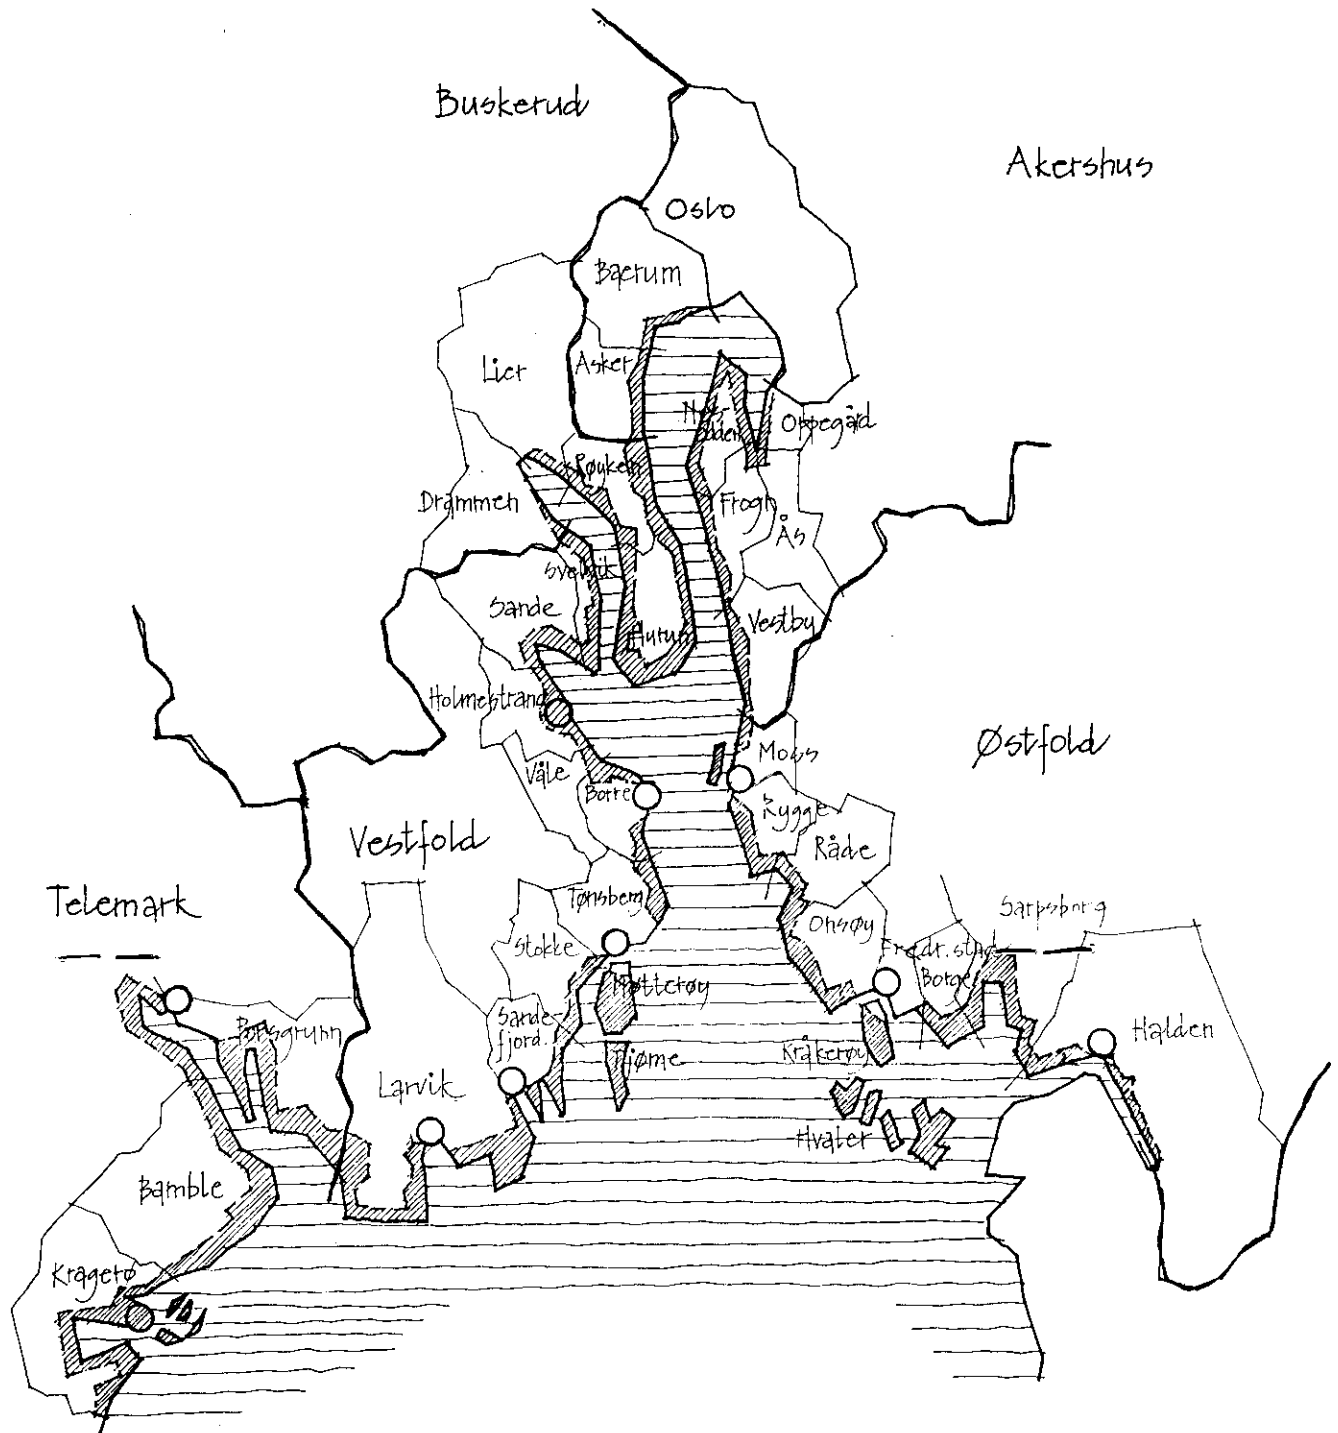 Buskerud
Akershus
Oslo
Bærum
Lier
Asker
Nes-
odden
Oppegård
Røyken
Drammen
Frogn
Ås
Svelvik
Sande
Hurum
Vestby
Holmestrand
Østfold
Moss
Våle
Borre
Rygge
Vestfold
Råde
Telemark
Tønsberg
Sarpsborg
Onsøy
Stokke
Fredr.stad
Borge
Nøtterøy
Sande-
fjord
Porsgrunn
Halden
Kråkerøy
Tjøme
Larvik
Hvaler
Bamble
Kragerø